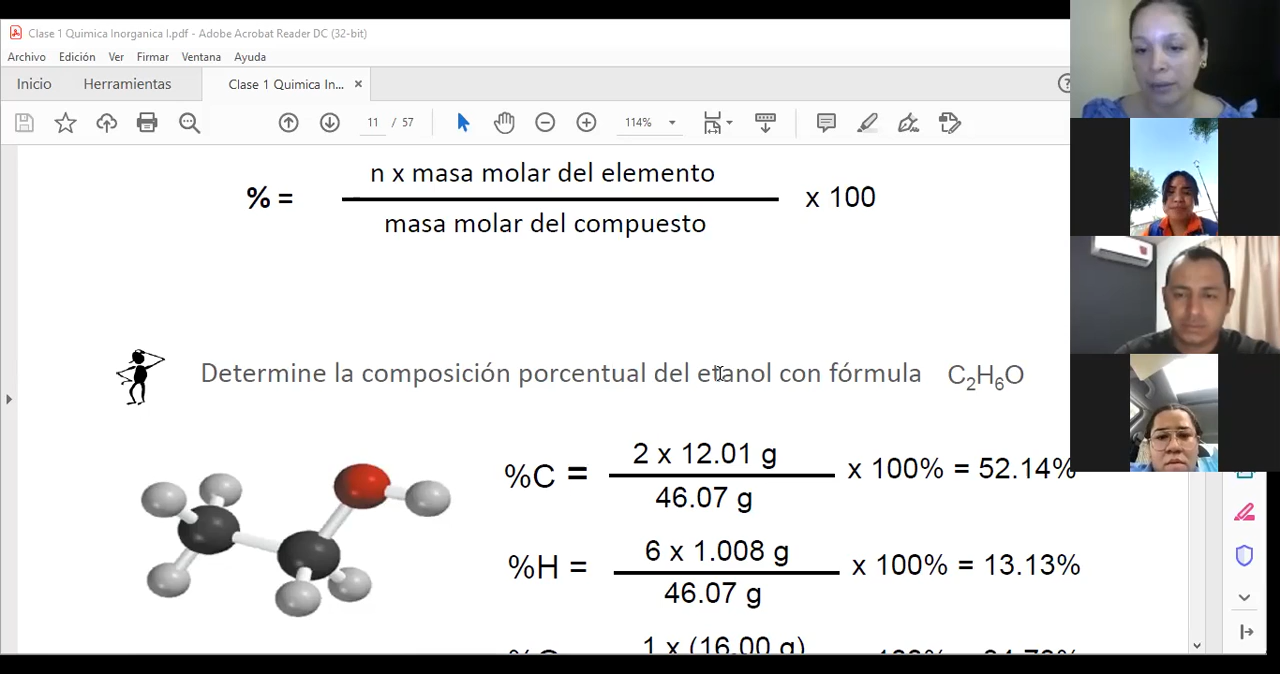 Clase 1 Quimica Inorganica I.pdf - Adobe Acrobat Reader DC (32-bit)
Archivo Edición Ver Firmar Ventana Ayuda
Inicio Herramientas Clase 1 Quimica In... ×
11 / 57 114%
n x masa molar del elemento
% = x 100
masa molar del compuesto
Determine la composición porcentual del etanol con fórmula C₂H₆O
2 x 12.01 g
%C = x 100% = 52.14%
46.07 g
6 x 1.008 g
%H = x 100% = 13.13%
46.07 g
1 x (16.00 g)